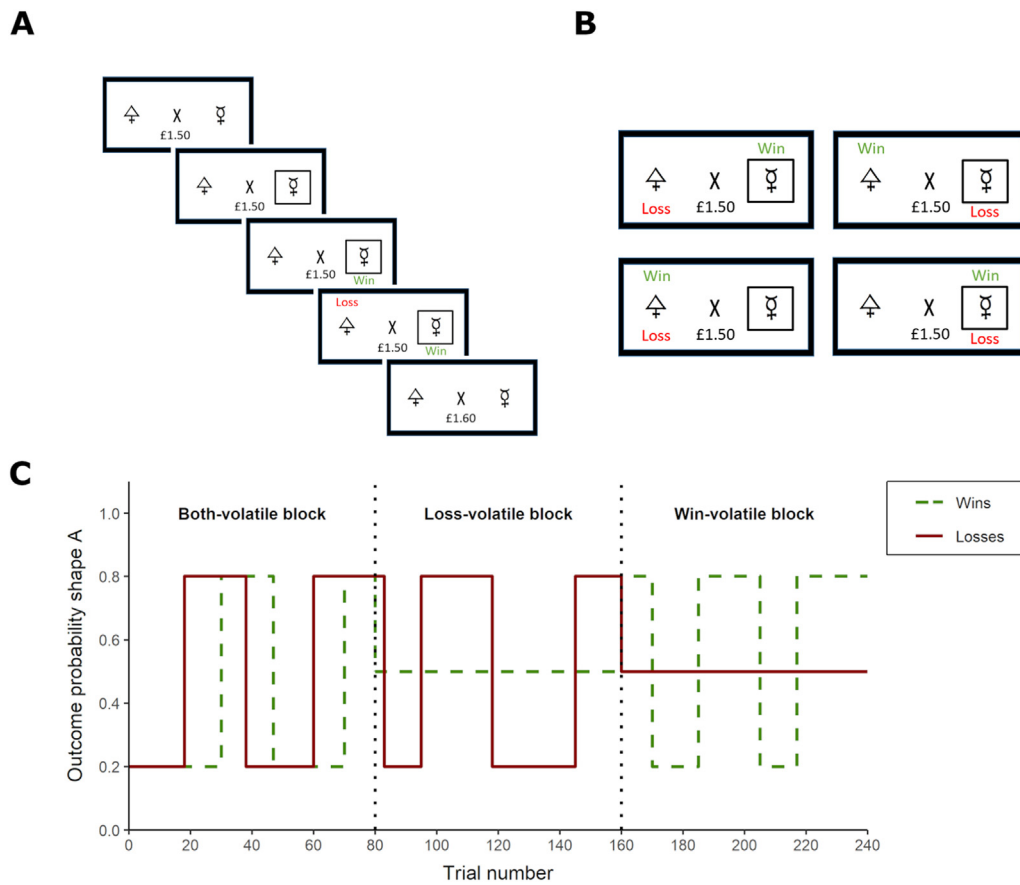 A
X
£1.50
X
£1.50
X
£1.50
Win
Loss
X
£1.50
Win
X
£1.60
B
Win
X
Loss £1.50
Win
X
£1.50 Loss
Win
X
Loss £1.50
Win
X
£1.50 Loss
C
Both-volatile block Loss-volatile block Win-volatile block
Wins
Losses
Outcome probability shape A
1.0
0.8
0.6
0.4
0.2
0.0
0 20 40 60 80 100 120 140 160 180 200 220 240
Trial number